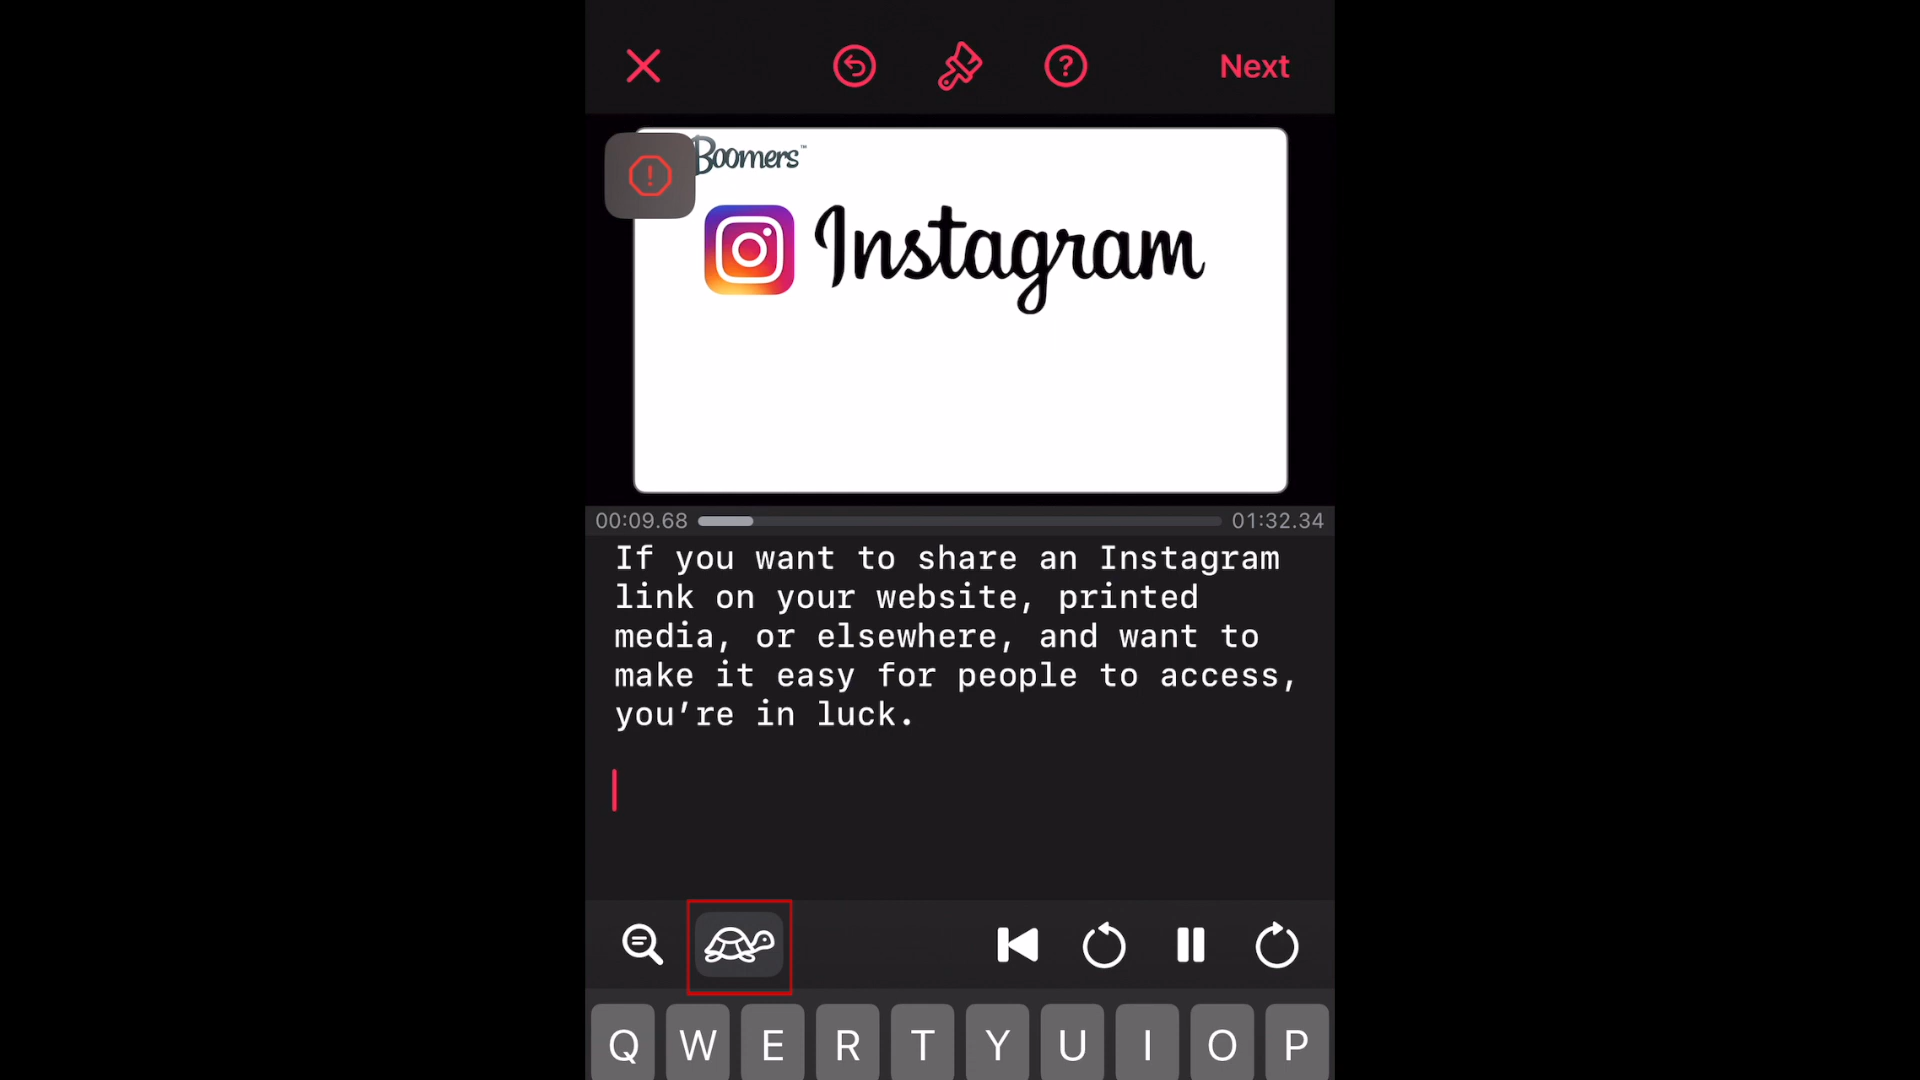 Next
Boomers™
Instagram
00:09.68
01:32.34
If you want to share an Instagram
link on your website, printed
media, or elsewhere, and want to
make it easy for people to access,
you’re in luck.
Q W E R T Y U I O P